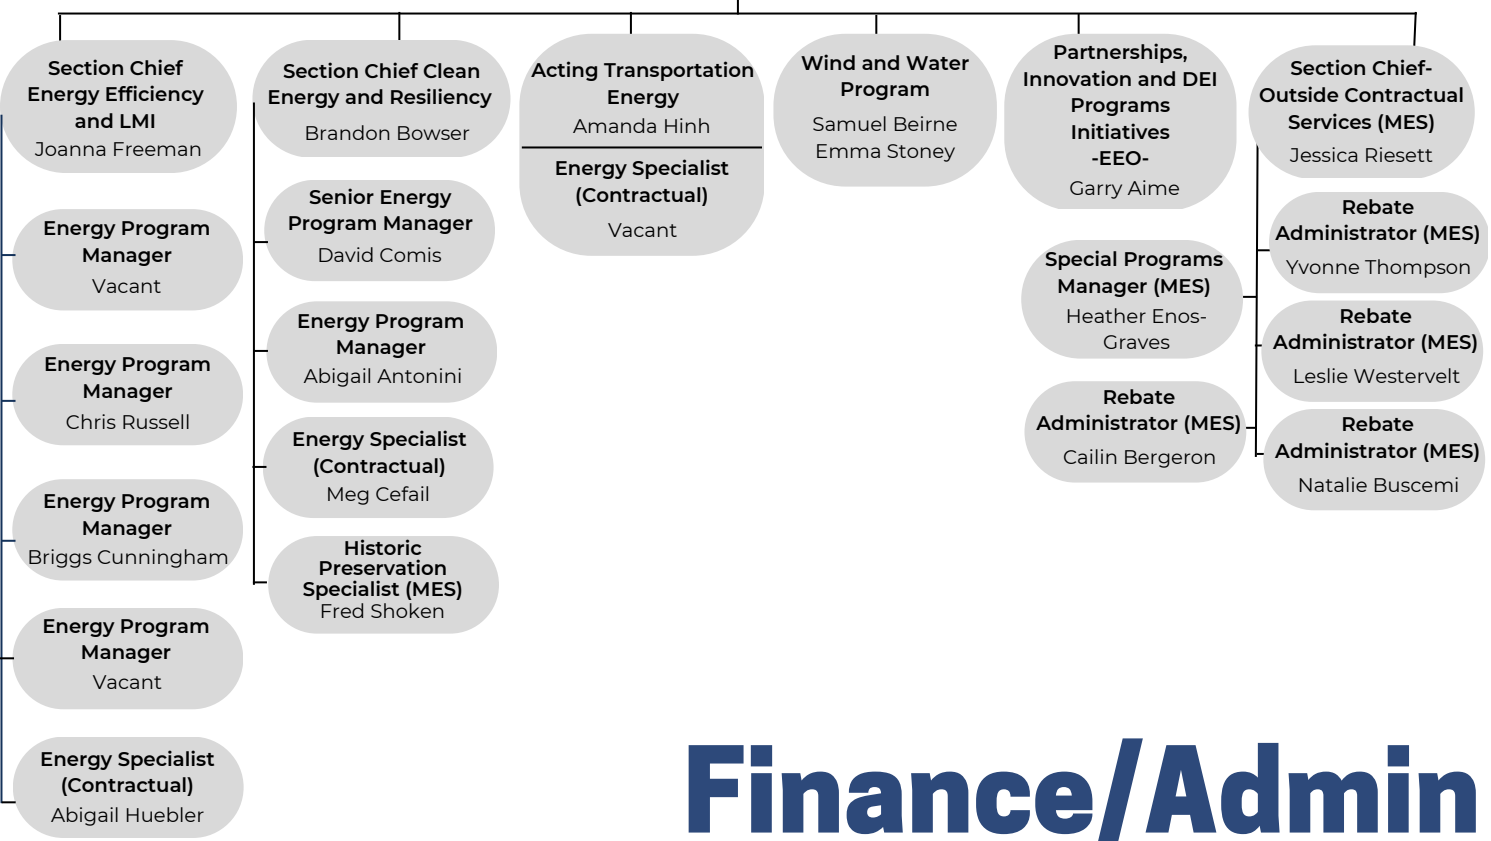 Section Chief
Energy Efficiency
and LMI
Joanna Freeman
Energy Program
Manager
Vacant
Energy Program
Manager
Chris Russell
Energy Program
Manager
Briggs Cunningham
Energy Program
Manager
Vacant
Energy Specialist
(Contractual)
Abigail Huebler
Section Chief Clean
Energy and Resiliency
Brandon Bowser
Senior Energy
Program Manager
David Comis
Energy Program
Manager
Abigail Antonini
Energy Specialist
(Contractual)
Meg Cefail
Historic
Preservation
Specialist (MES)
Fred Shoken
Acting Transportation
Energy
Amanda Hinh
Energy Specialist
(Contractual)
Vacant
Wind and Water
Program
Samuel Beirne
Emma Stoney
Partnerships,
Innovation and DEI
Programs
Initiatives
-EEO-
Garry Aime
Special Programs
Manager (MES)
Heather Enos-
Graves
Rebate
Administrator (MES)
Cailin Bergeron
Section Chief-
Outside Contractual
Services (MES)
Jessica Riesett
Rebate
Administrator (MES)
Yvonne Thompson
Rebate
Administrator (MES)
Leslie Westervelt
Rebate
Administrator (MES)
Natalie Buscemi
Finance/Admin